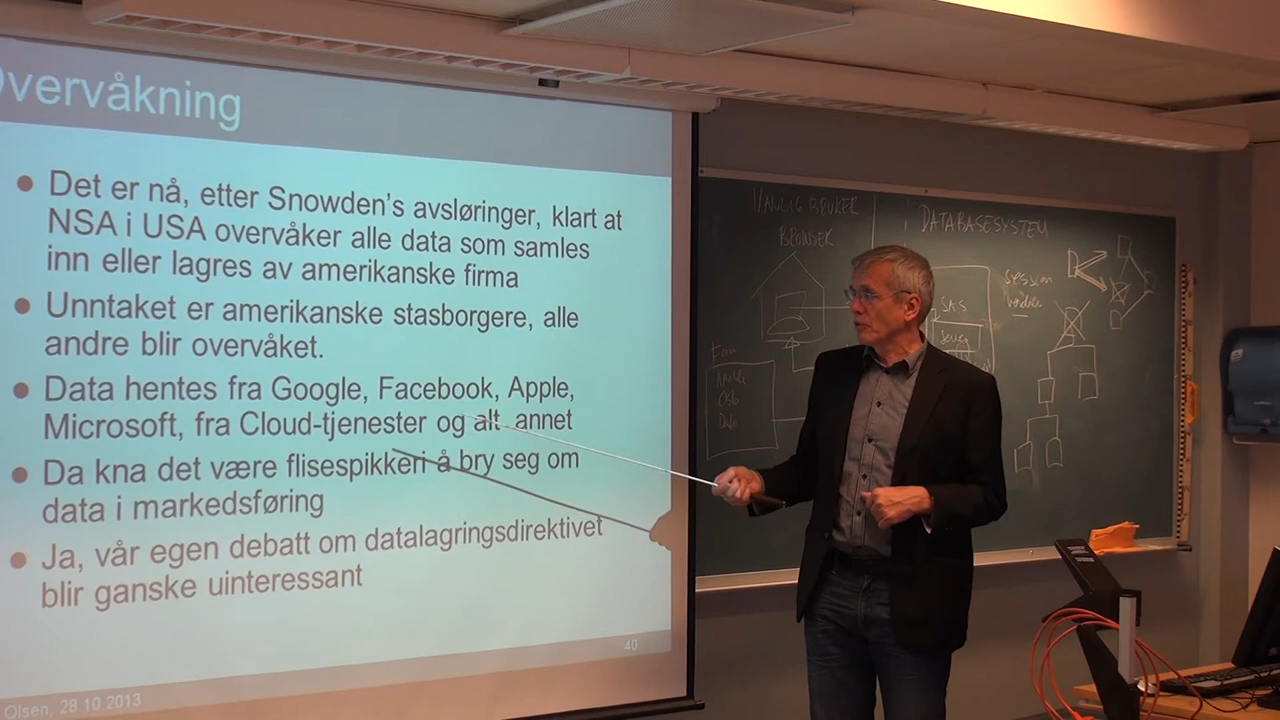 Overvåkning
Det er nå, etter Snowden's avsløringer, klart at
NSA i USA overvåker alle data som samles
inn eller lagres av amerikanske firma
Unntaket er amerikanske stasborgere, alle
andre blir overvåket.
Data hentes fra Google, Facebook, Apple,
Microsoft, fra Cloud-tjenester og alt annet
Da kna det være flisespikkeri å bry seg om
data i markedsføring
Ja, vår egen debatt om datalagringsdirektivet
blir ganske uinteressant
40
Olsen, 28.10.2013
VANLIG BRUKER
BROWSER
DATABASESYSTEM
session